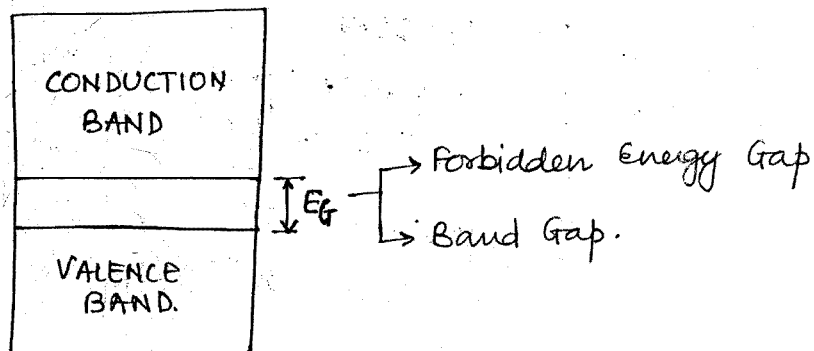 CONDUCTION
BAND
EG
Forbidden Energy Gap
Band Gap.
VALENCE
BAND.